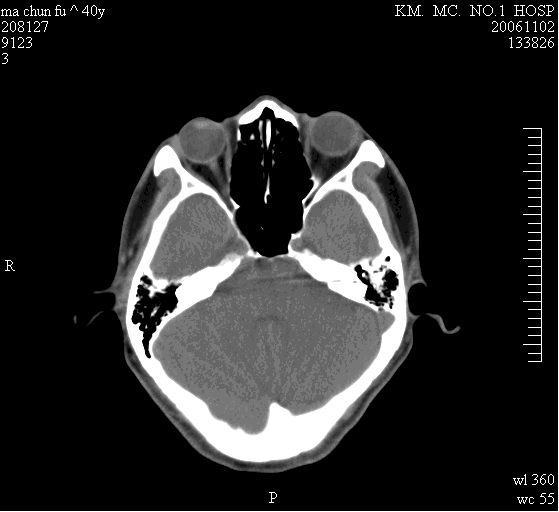 ma chun fu ^ 40y
208127
9123
3
KM. MC. NO.1 HOSP
20061102
133826
R
P
wl 360
wc 55